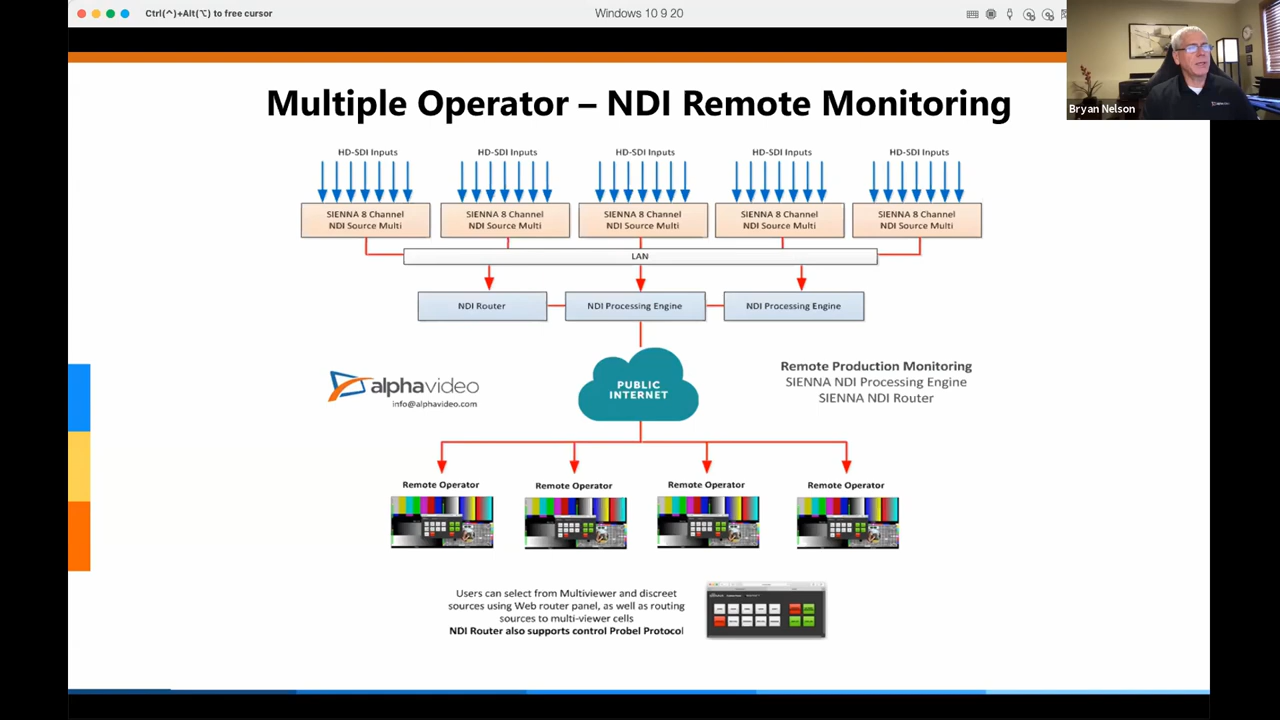 Ctrl(^)+Alt(⌥) to free cursor
Windows 10 9 20
Bryan Nelson
Multiple Operator – NDI Remote Monitoring
HD-SDI Inputs
HD-SDI Inputs
HD-SDI Inputs
HD-SDI Inputs
HD-SDI Inputs
SIENNA 8 Channel
NDI Source Multi
SIENNA 8 Channel
NDI Source Multi
SIENNA 8 Channel
NDI Source Multi
SIENNA 8 Channel
NDI Source Multi
SIENNA 8 Channel
NDI Source Multi
LAN
NDI Router
NDI Processing Engine
NDI Processing Engine
PUBLIC
INTERNET
alphavideo
info@alphavideo.com
Remote Production Monitoring
SIENNA NDI Processing Engine
SIENNA NDI Router
Remote Operator
Remote Operator
Remote Operator
Remote Operator
Users can select from Multiviewer and discreet
sources using Web router panel, as well as routing
sources to multi-viewer cells
NDI Router also supports control Probel Protocol